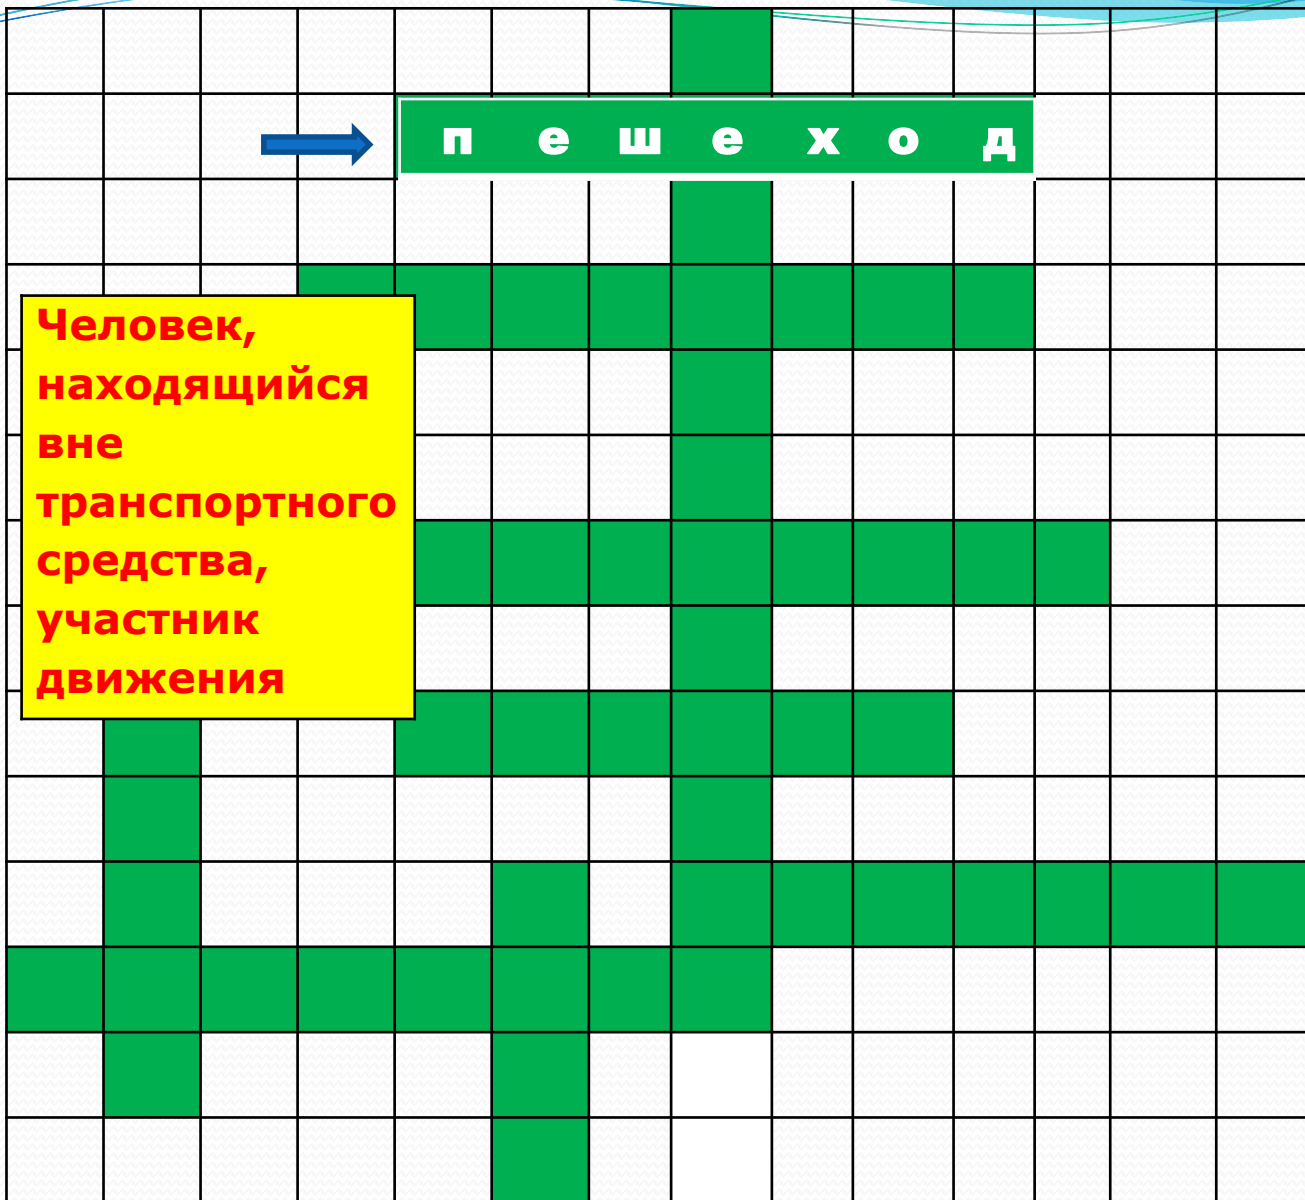 п е ш е х о д
Человек,
находящийся
вне
транспортного
средства,
участник
движения